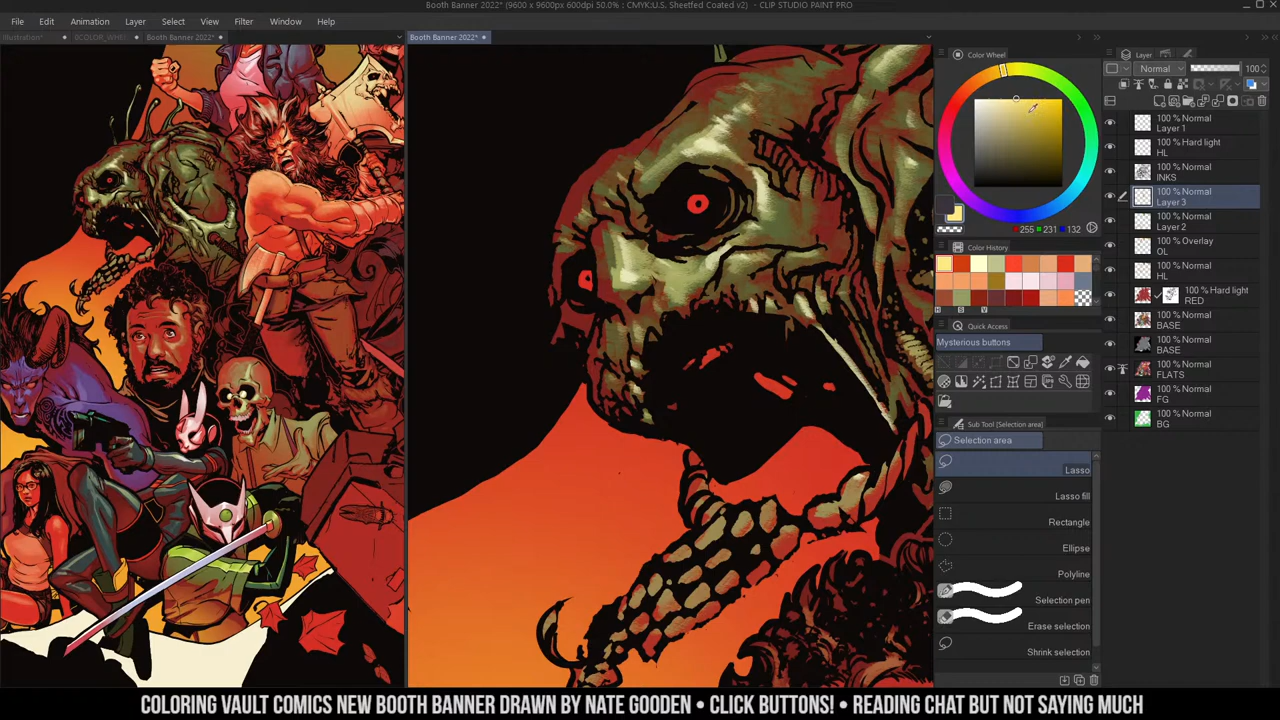 Booth Banner 2022* (9600 x 9600px 600dpi 50.0% : CMYK:U.S. Sheetfed Coated v2) - CLIP STUDIO PAINT PRO
File Edit Animation Layer Select View Filter Window Help
Illustration*
Booth Banner 2022*
Booth Banner 2022*
Color Wheel
255 231 132
Color History
H S V
Quick Access
Mysterious buttons
Sub Tool [Selection area]
Selection area
Lasso
Lasso fill
Rectangle
Ellipse
Polyline
Selection pen
Erase selection
Shrink selection
Layer
Normal 100
100 % Normal
Layer 1
100 % Hard light
HL
100 % Normal
INKS
100 % Normal
Layer 3
100 % Normal
Layer 2
100 % Overlay
OL
100 % Normal
HL
100 % Hard light
RED
100 % Normal
BASE
100 % Normal
BASE
100 % Normal
FLATS
100 % Normal
FG
100 % Normal
BG
COLORING VAULT COMICS NEW BOOTH BANNER DRAWN BY NATE GOODEN • CLICK BUTTONS! • READING CHAT BUT NOT SAYING MUCH